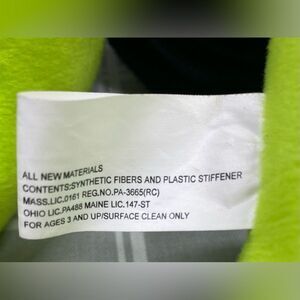 ALL NEW MATERIALS
CONTENTS:SYNTHETIC FIBERS AND PLASTIC STIFFENER
MASS.LIC.0161 REG.NO.PA-3665(RC)
OHIO LIC.PA488 MAINE LIC.147-ST
FOR AGES 3 AND UP/SURFACE CLEAN ONLY